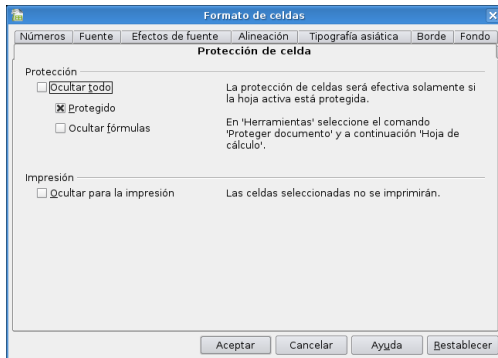 Formato de celdas
Números Fuente Efectos de fuente Alineación Tipografía asiática Borde Fondo
Protección de celda
Protección
Ocultar todo
Protegido
Ocultar fórmulas
La protección de celdas será efectiva solamente si
la hoja activa está protegida.
En 'Herramientas' seleccione el comando
'Proteger documento' y a continuación 'Hoja de
cálculo'.
Impresión
Ocultar para la impresión
Las celdas seleccionadas no se imprimirán.
Aceptar Cancelar Ayuda Restablecer